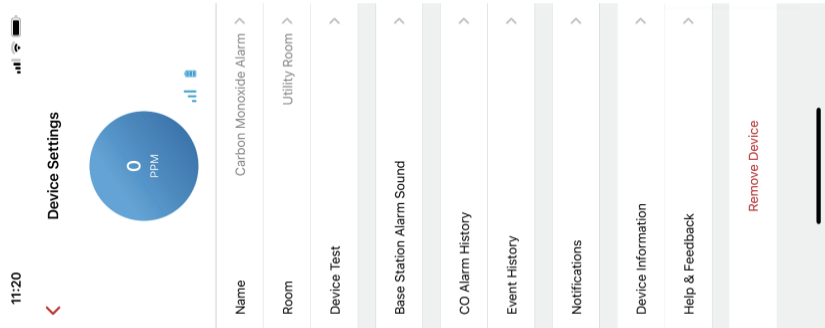 11:20
Device Settings
0
PPM
Name Carbon Monoxide Alarm
Room Utility Room
Device Test
Base Station Alarm Sound
CO Alarm History
Event History
Notifications
Device Information
Help & Feedback
Remove Device